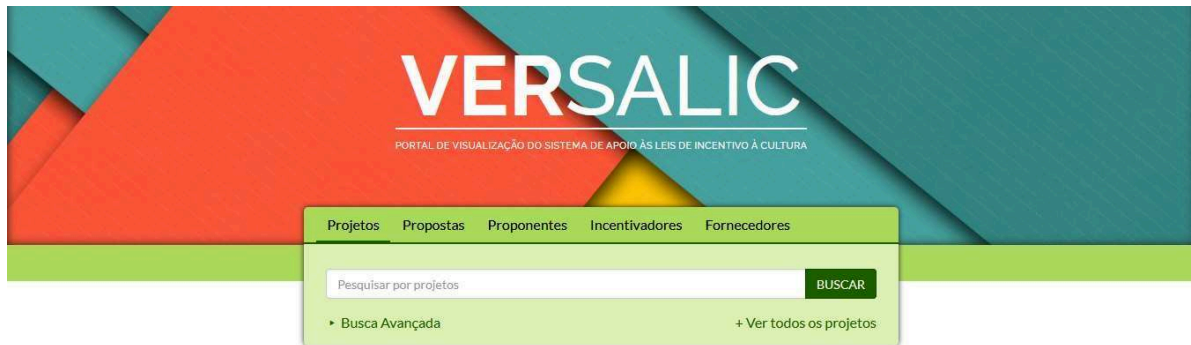 VERSALIC
PORTAL DE VISUALIZAÇÃO DO SISTEMA DE APOIO ÀS LEIS DE INCENTIVO À CULTURA
Projetos Propostas Proponentes Incentivadores Fornecedores
Pesquisar por projetos BUSCAR
‣ Busca Avançada + Ver todos os projetos